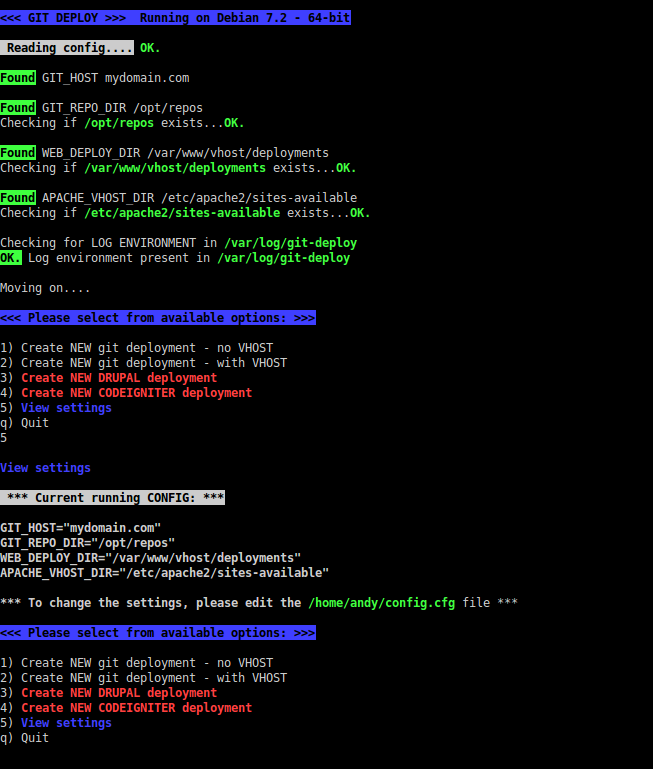 <<< GIT DEPLOY >>>  Running on Debian 7.2 - 64-bit
Reading config.... OK.
Found GIT_HOST mydomain.com
Found GIT_REPO_DIR /opt/repos
Checking if /opt/repos exists...OK.
Found WEB_DEPLOY_DIR /var/www/vhost/deployments
Checking if /var/www/vhost/deployments exists...OK.
Found APACHE_VHOST_DIR /etc/apache2/sites-available
Checking if /etc/apache2/sites-available exists...OK.
Checking for LOG ENVIRONMENT in /var/log/git-deploy
OK. Log environment present in /var/log/git-deploy
Moving on....
<<< Please select from available options: >>>
1) Create NEW git deployment - no VHOST
2) Create NEW git deployment - with VHOST
3) Create NEW DRUPAL deployment
4) Create NEW CODEIGNITER deployment
5) View settings
q) Quit
5
View settings
*** Current running CONFIG: ***
GIT_HOST="mydomain.com"
GIT_REPO_DIR="/opt/repos"
WEB_DEPLOY_DIR="/var/www/vhost/deployments"
APACHE_VHOST_DIR="/etc/apache2/sites-available"
*** To change the settings, please edit the /home/andy/config.cfg file ***
<<< Please select from available options: >>>
1) Create NEW git deployment - no VHOST
2) Create NEW git deployment - with VHOST
3) Create NEW DRUPAL deployment
4) Create NEW CODEIGNITER deployment
5) View settings
q) Quit